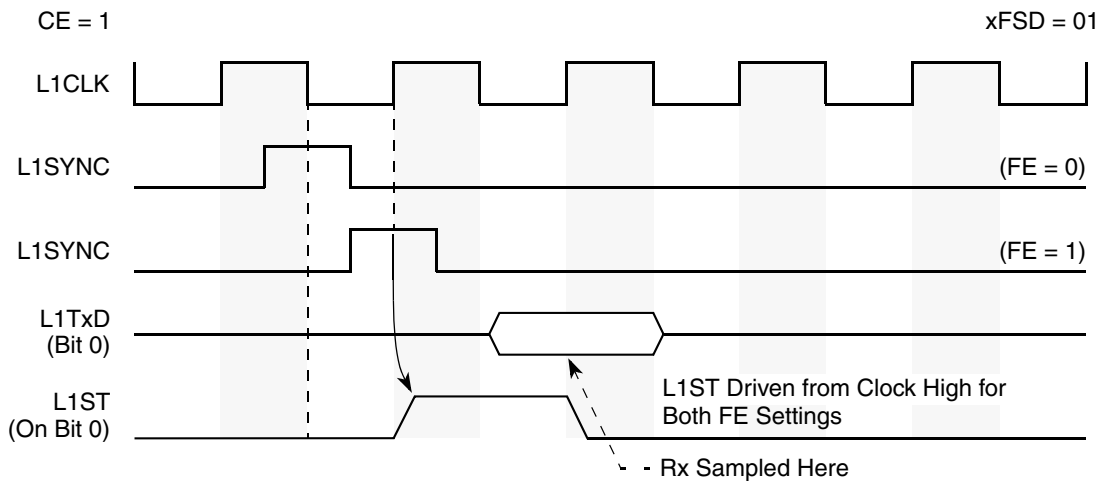 CE = 1
xFSD = 01
L1CLK
L1SYNC
(FE = 0)
L1SYNC
(FE = 1)
L1TxD
(Bit 0)
L1ST Driven from Clock High for
Both FE Settings
L1ST
(On Bit 0)
Rx Sampled Here